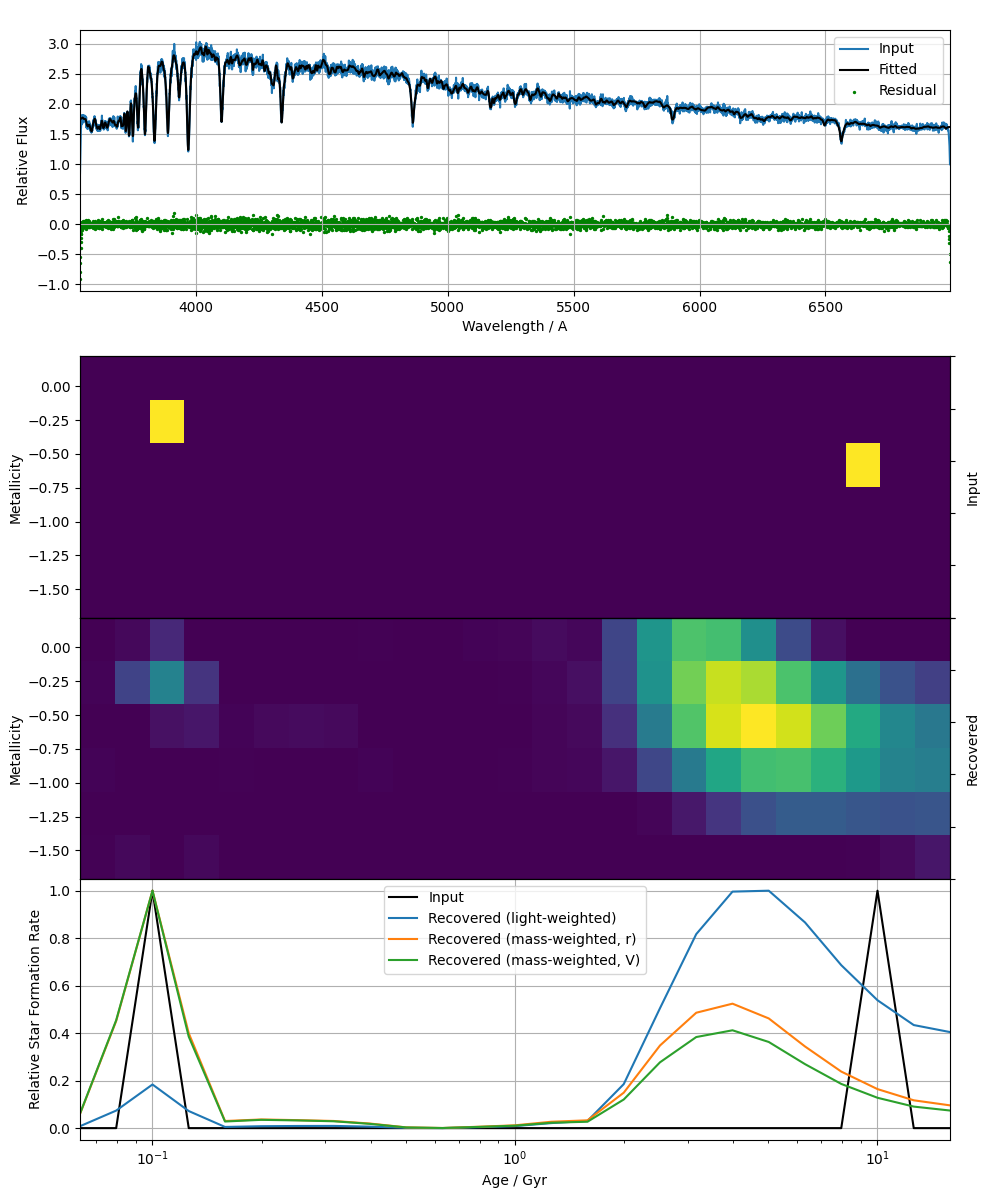 3.0
2.5
2.0
1.5
1.0
0.5
0.0
−0.5
−1.0
Relative Flux
Input
Fitted
Residual
4000 4500 5000 5500 6000 6500
Wavelength / A
0.00
−0.25
−0.50
−0.75
−1.00
−1.25
−1.50
Metallicity
Input
0.00
−0.25
−0.50
−0.75
−1.00
−1.25
−1.50
Metallicity
Recovered
1.0
0.8
0.6
0.4
0.2
0.0
Relative Star Formation Rate
Input
Recovered (light-weighted)
Recovered (mass-weighted, r)
Recovered (mass-weighted, V)
10⁻¹ 10⁰ 10¹
Age / Gyr